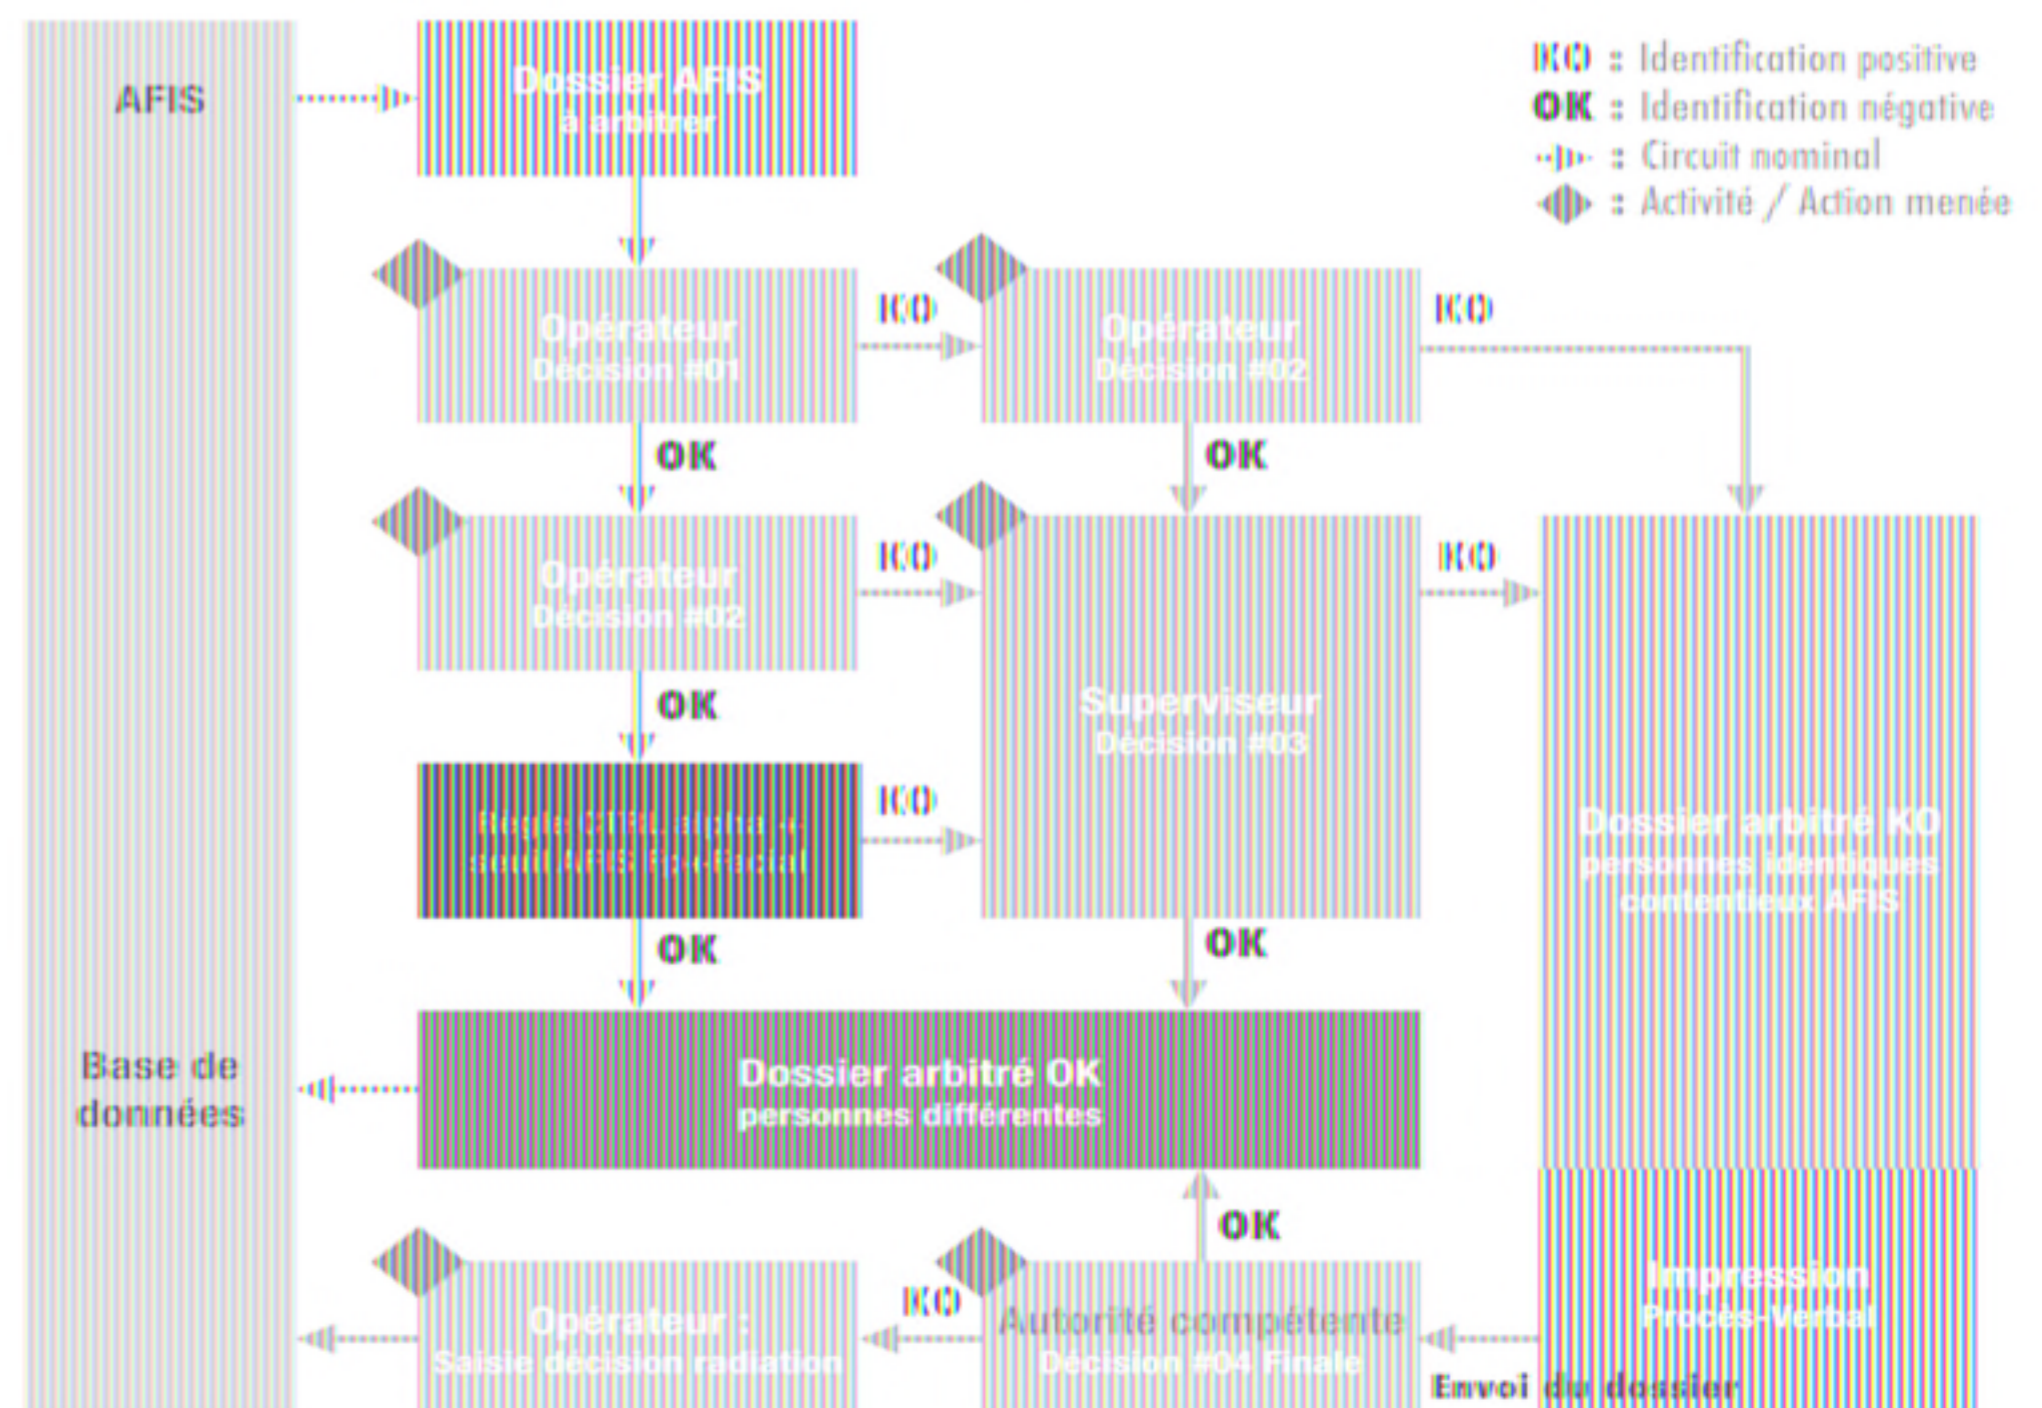 AFIS
Dossier AFIS
à arbitrer
KO : Identification positive
OK : Identification négative
: Circuit nominal
: Activité / Action menée
Opérateur
Décision #01
KO
Opérateur
Décision #02
KO
OK
OK
Opérateur
Décision #02
KO
Superviseur
Décision #03
KO
OK
KO
Dossier arbitré KO
personnes identiques
contentieux AFIS
OK
OK
Base de
données
Dossier arbitré OK
personnes différentes
OK
Opérateur :
Saisie décision radiation
KO
Autorité compétente
Décision #04 Finale
Impression
Procès-Verbal
Envoi du dossier